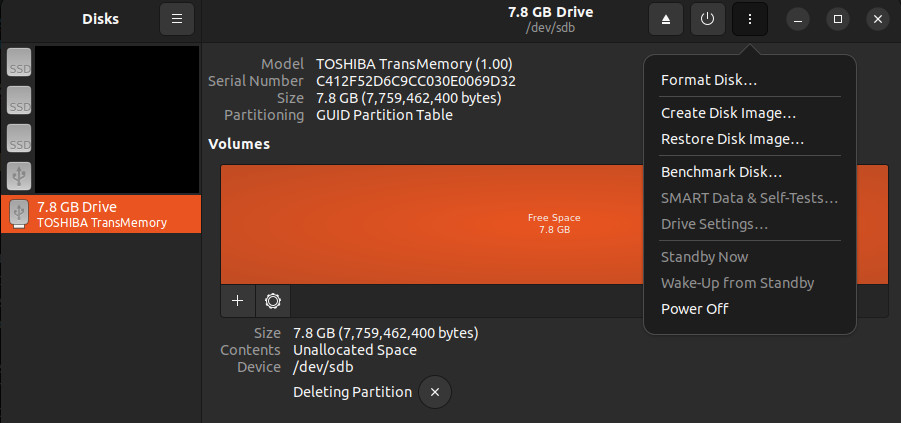 Disks
7.8 GB Drive
/dev/sdb
SSD
SSD
SSD
7.8 GB Drive
TOSHIBA TransMemory
Model TOSHIBA TransMemory (1.00)
Serial Number C412F52D6C9CC030E0069D32
Size 7.8 GB (7,759,462,400 bytes)
Partitioning GUID Partition Table
Volumes
Free Space
7.8 GB
Size 7.8 GB (7,759,462,400 bytes)
Contents Unallocated Space
Device /dev/sdb
Deleting Partition
Format Disk…
Create Disk Image…
Restore Disk Image…
Benchmark Disk…
SMART Data & Self-Tests…
Drive Settings…
Standby Now
Wake-Up from Standby
Power Off